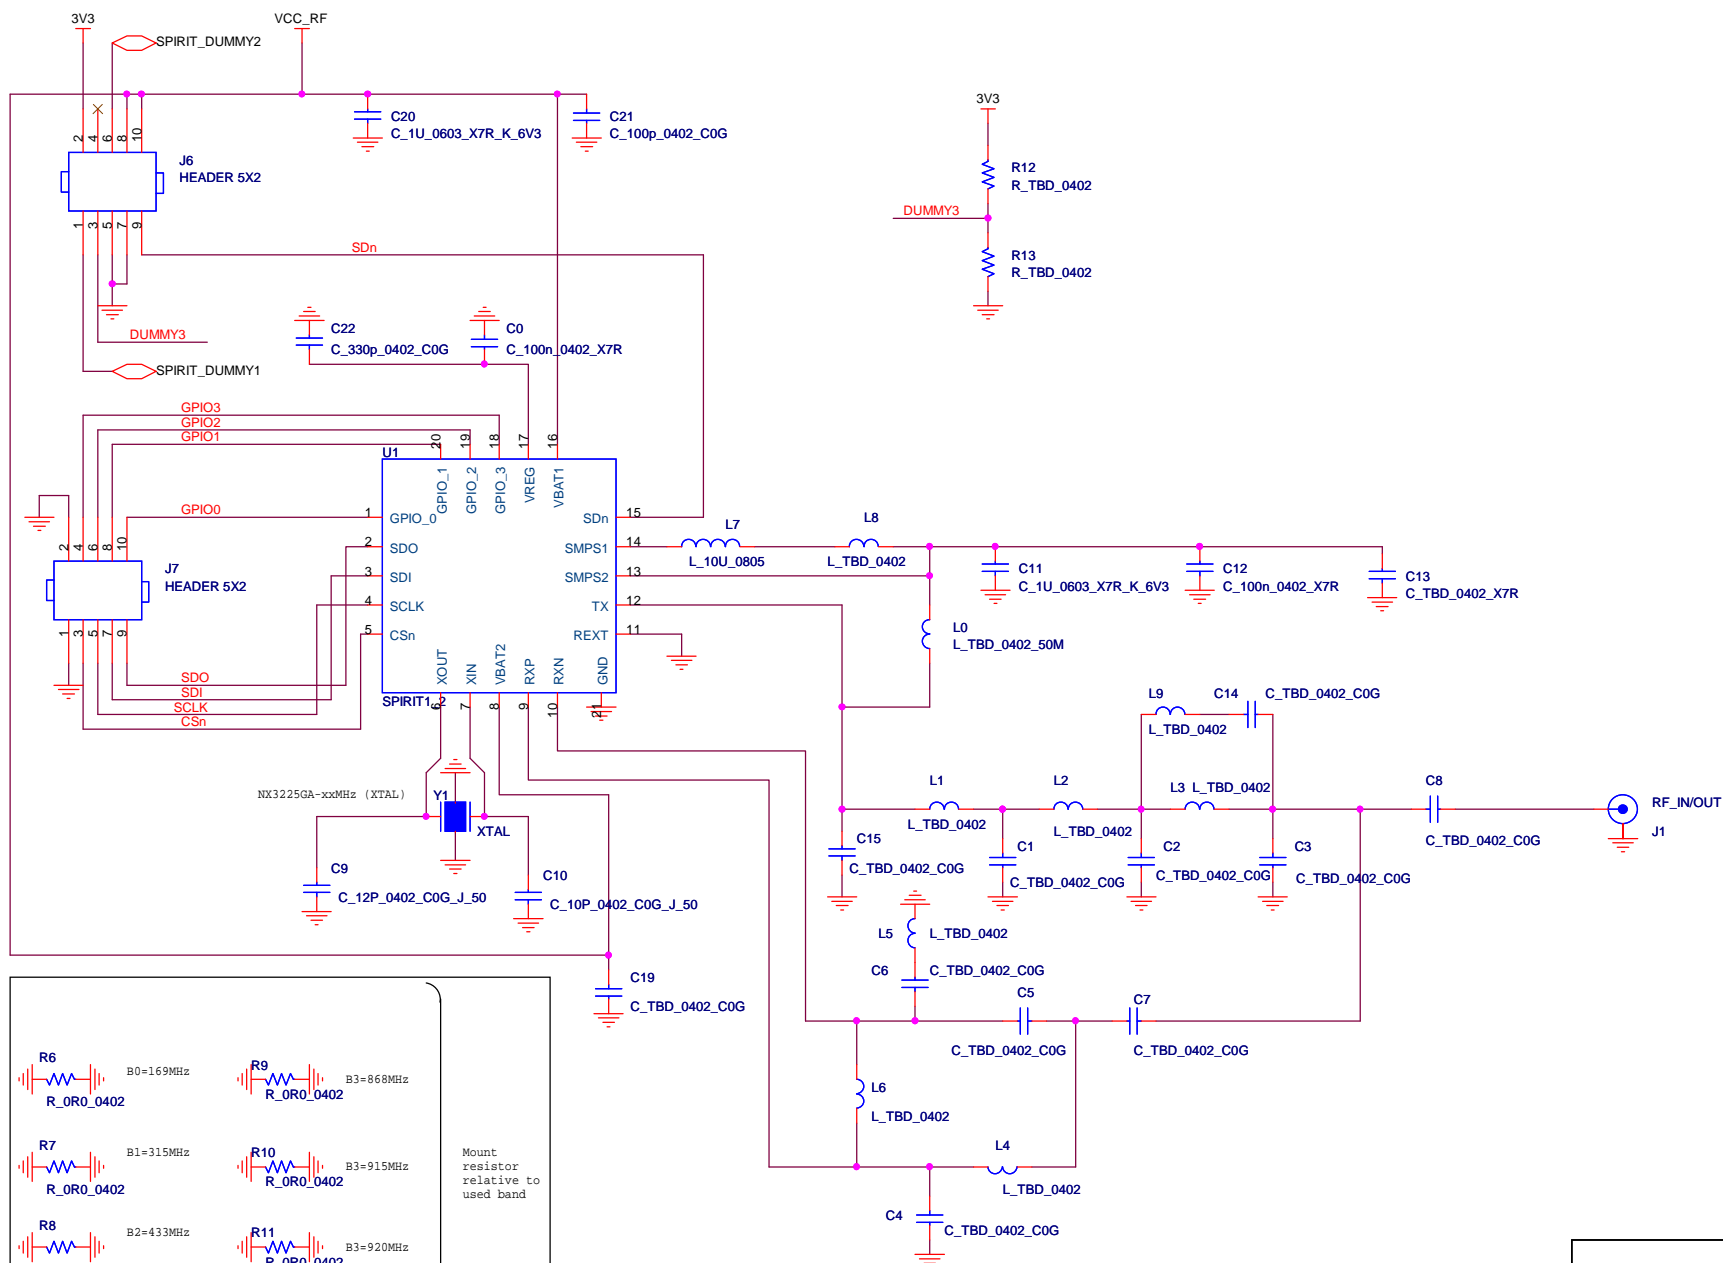 3V3
VCC_RF
SPIRIT_DUMMY2
2
4
6
8
10
J6
HEADER 5X2
1
3
5
7
9
C20
C_1U_0603_X7R_K_6V3
C21
C_100p_0402_C0G
3V3
R12
R_TBD_0402
DUMMY3
R13
R_TBD_0402
SDn
DUMMY3
SPIRIT_DUMMY1
C22
C_330p_0402_C0G
C0
C_100n_0402_X7R
GPIO3
GPIO2
GPIO1
GPIO0
20
19
18
17
16
U1
GPIO_1
GPIO_2
GPIO_3
VREG
VBAT1
1
GPIO_0
2
SDO
3
SDI
4
SCLK
5
CSn
SDn
15
SMPS1
14
SMPS2
13
TX
12
REXT
11
XOUT
XIN
VBAT2
RXP
RXN
GND
SPIRIT1_2
6
7
8
9
10
21
2
4
6
8
10
J7
HEADER 5X2
1
3
5
7
9
SDO
SDI
SCLK
CSn
L7
L_10U_0805
L8
L_TBD_0402
C11
C_1U_0603_X7R_K_6V3
C12
C_100n_0402_X7R
C13
C_TBD_0402_X7R
L0
L_TBD_0402_50M
L9
L_TBD_0402
C14
C_TBD_0402_C0G
NX3225GA-xxMHz (XTAL)
Y1
XTAL
C9
C_12P_0402_C0G_J_50
C10
C_10P_0402_C0G_J_50
L1
L_TBD_0402
L2
L_TBD_0402
L3
L_TBD_0402
C8
C_TBD_0402_C0G
RF_IN/OUT
J1
C15
C_TBD_0402_C0G
C1
C_TBD_0402_C0G
C2
C_TBD_0402_C0G
C3
C_TBD_0402_C0G
L5
L_TBD_0402
C6
C_TBD_0402_C0G
C5
C_TBD_0402_C0G
C7
C_TBD_0402_C0G
C19
C_TBD_0402_C0G
L6
L_TBD_0402
L4
L_TBD_0402
C4
C_TBD_0402_C0G
R6
R_0R0_0402
B0=169MHz
R9
R_0R0_0402
B3=868MHz
R7
R_0R0_0402
B1=315MHz
R10
R_0R0_0402
B3=915MHz
R8
B2=433MHz
R11
R_0R0_0402
B3=920MHz
Mount
resistor
relative to
used band